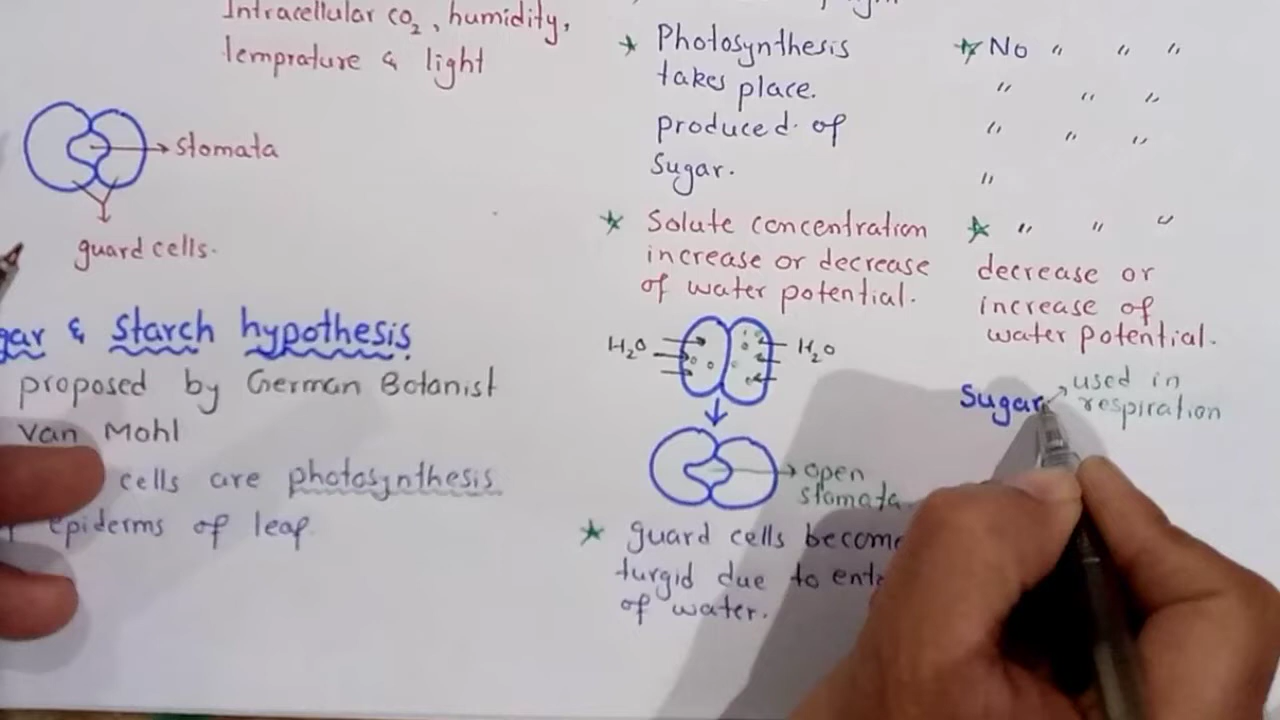 Intracellular CO2, humidity,
temprature & light
stomata
guard cells.
& starch hypothesis
proposed by German Botanist
Van Mohl
cells are photosynthesis
epiderms of leaf.
* Photosynthesis
takes place.
produced. of
Sugar.
* Solute concentration
increase or decrease
of water potential.
H2O H2O
open
stomata
* guard cells become
turgid due to
of water.
* No " " "
" " "
" " "
"
* " " "
decrease or
increase of
water potential.
Sugar used in
respiration